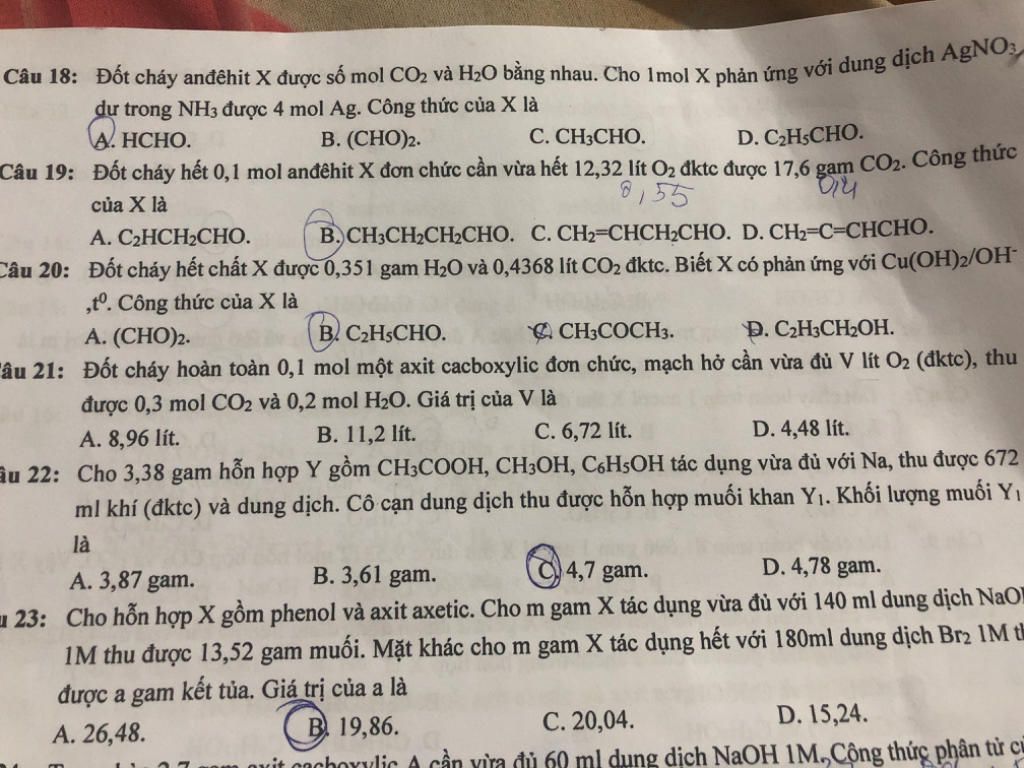 Câu 18: Đốt cháy anđêhit X được số mol CO₂ và H₂O bằng nhau. Cho 1mol X phản ứng với dung dịch AgNO₃
dư trong NH₃ được 4 mol Ag. Công thức của X là
A. HCHO. B. (CHO)₂. C. CH₃CHO. D. C₂H₅CHO.
Câu 19: Đốt cháy hết 0,1 mol anđêhit X đơn chức cần vừa hết 12,32 lít O₂ đktc được 17,6 gam CO₂. Công thức
0,55 0,4
của X là
A. C₂HCH₂CHO. B. CH₃CH₂CH₂CHO. C. CH₂=CHCH₂CHO. D. CH₂=C=CHCHO.
Câu 20: Đốt cháy hết chất X được 0,351 gam H₂O và 0,4368 lít CO₂ đktc. Biết X có phản ứng với Cu(OH)₂/OH⁻
,t⁰. Công thức của X là
A. (CHO)₂. B. C₂H₅CHO. C. CH₃COCH₃. D. C₂H₃CH₂OH.
âu 21: Đốt cháy hoàn toàn 0,1 mol một axit cacboxylic đơn chức, mạch hở cần vừa đủ V lít O₂ (đktc), thu
được 0,3 mol CO₂ và 0,2 mol H₂O. Giá trị của V là
A. 8,96 lít. B. 11,2 lít. C. 6,72 lít. D. 4,48 lít.
âu 22: Cho 3,38 gam hỗn hợp Y gồm CH₃COOH, CH₃OH, C₆H₅OH tác dụng vừa đủ với Na, thu được 672
ml khí (đktc) và dung dịch. Cô cạn dung dịch thu được hỗn hợp muối khan Y₁. Khối lượng muối Y₁
là
A. 3,87 gam. B. 3,61 gam. C. 4,7 gam. D. 4,78 gam.
u 23: Cho hỗn hợp X gồm phenol và axit axetic. Cho m gam X tác dụng vừa đủ với 140 ml dung dịch NaO
1M thu được 13,52 gam muối. Mặt khác cho m gam X tác dụng hết với 180ml dung dịch Br₂ 1M th
được a gam kết tủa. Giá trị của a là
A. 26,48. B. 19,86. C. 20,04. D. 15,24.
gam axit cacboxylic A cần vừa đủ 60 ml dung dịch NaOH 1M. Công thức phân tử